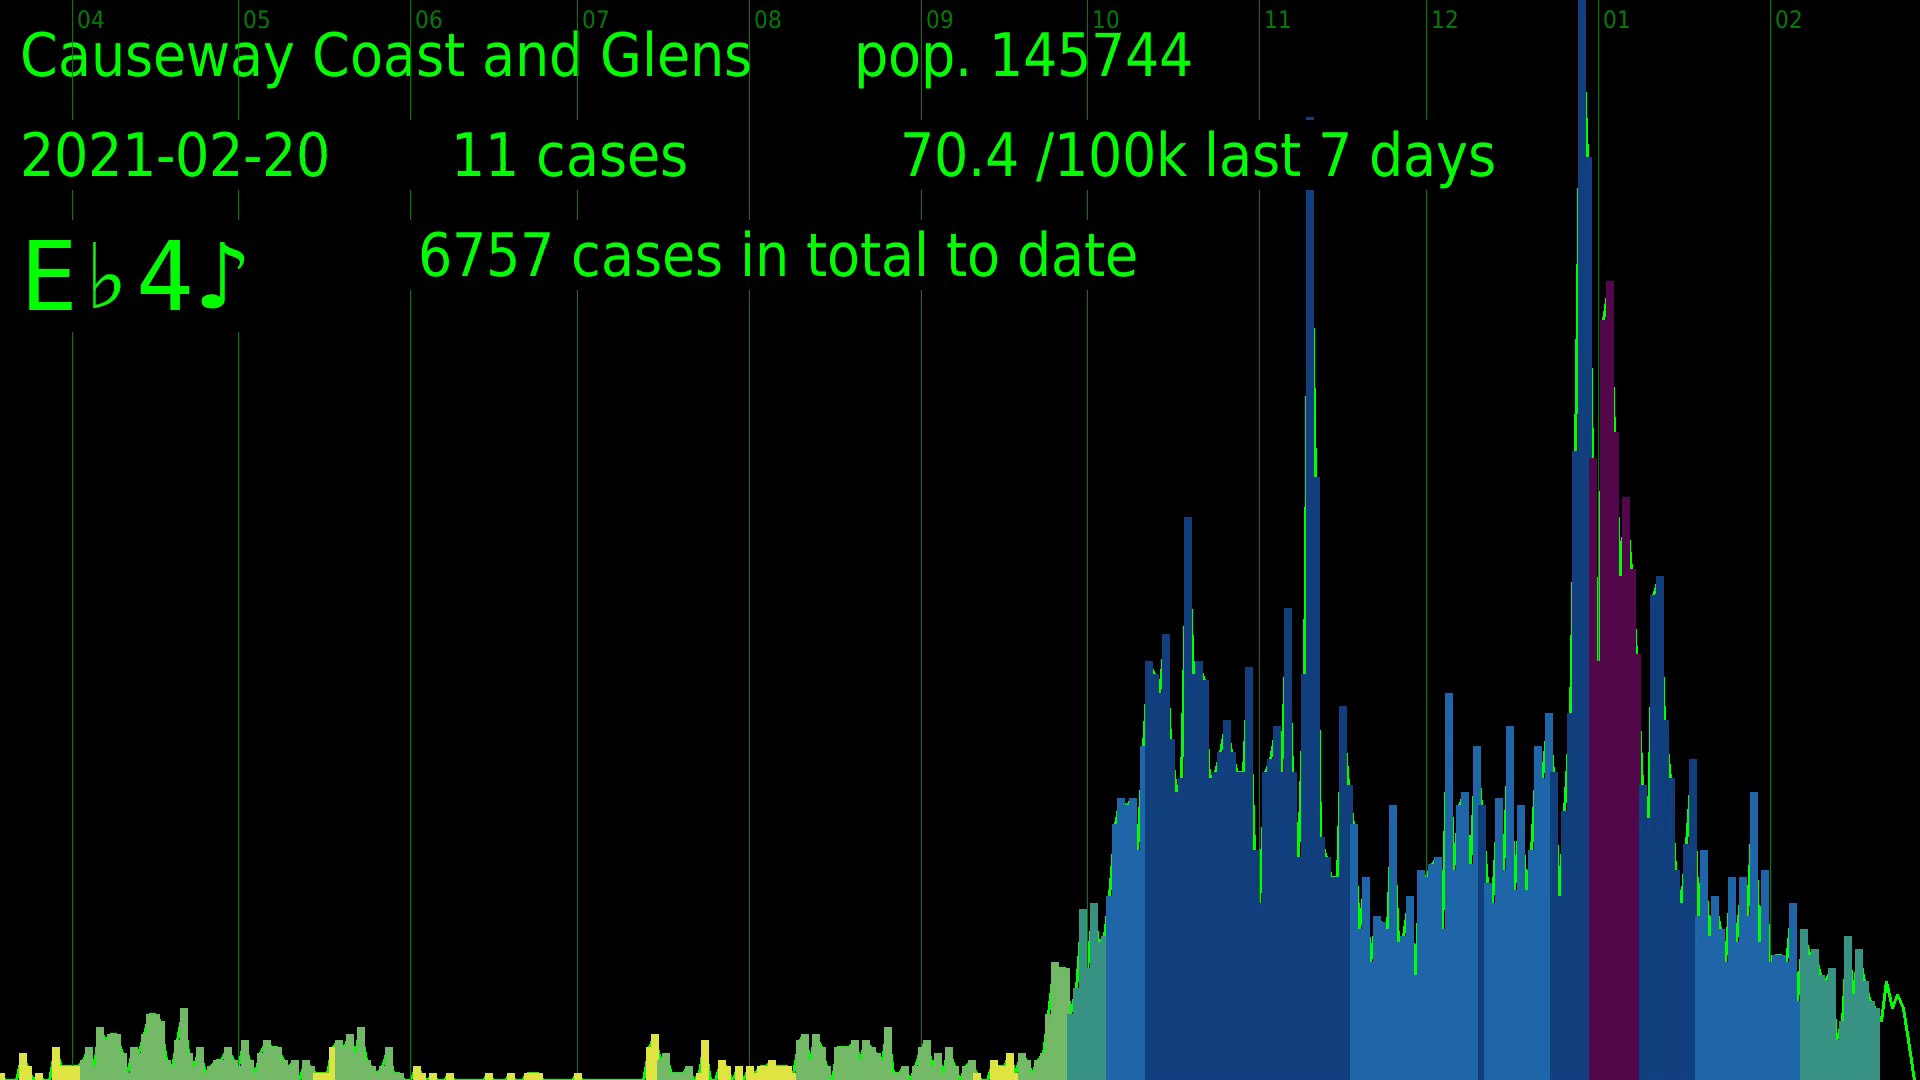 04 05 06 07 08 09 10 11 12 01 02
Causeway Coast and Glens pop. 145744
2021-02-20 11 cases 70.4 /100k last 7 days
E♭4♪ 6757 cases in total to date